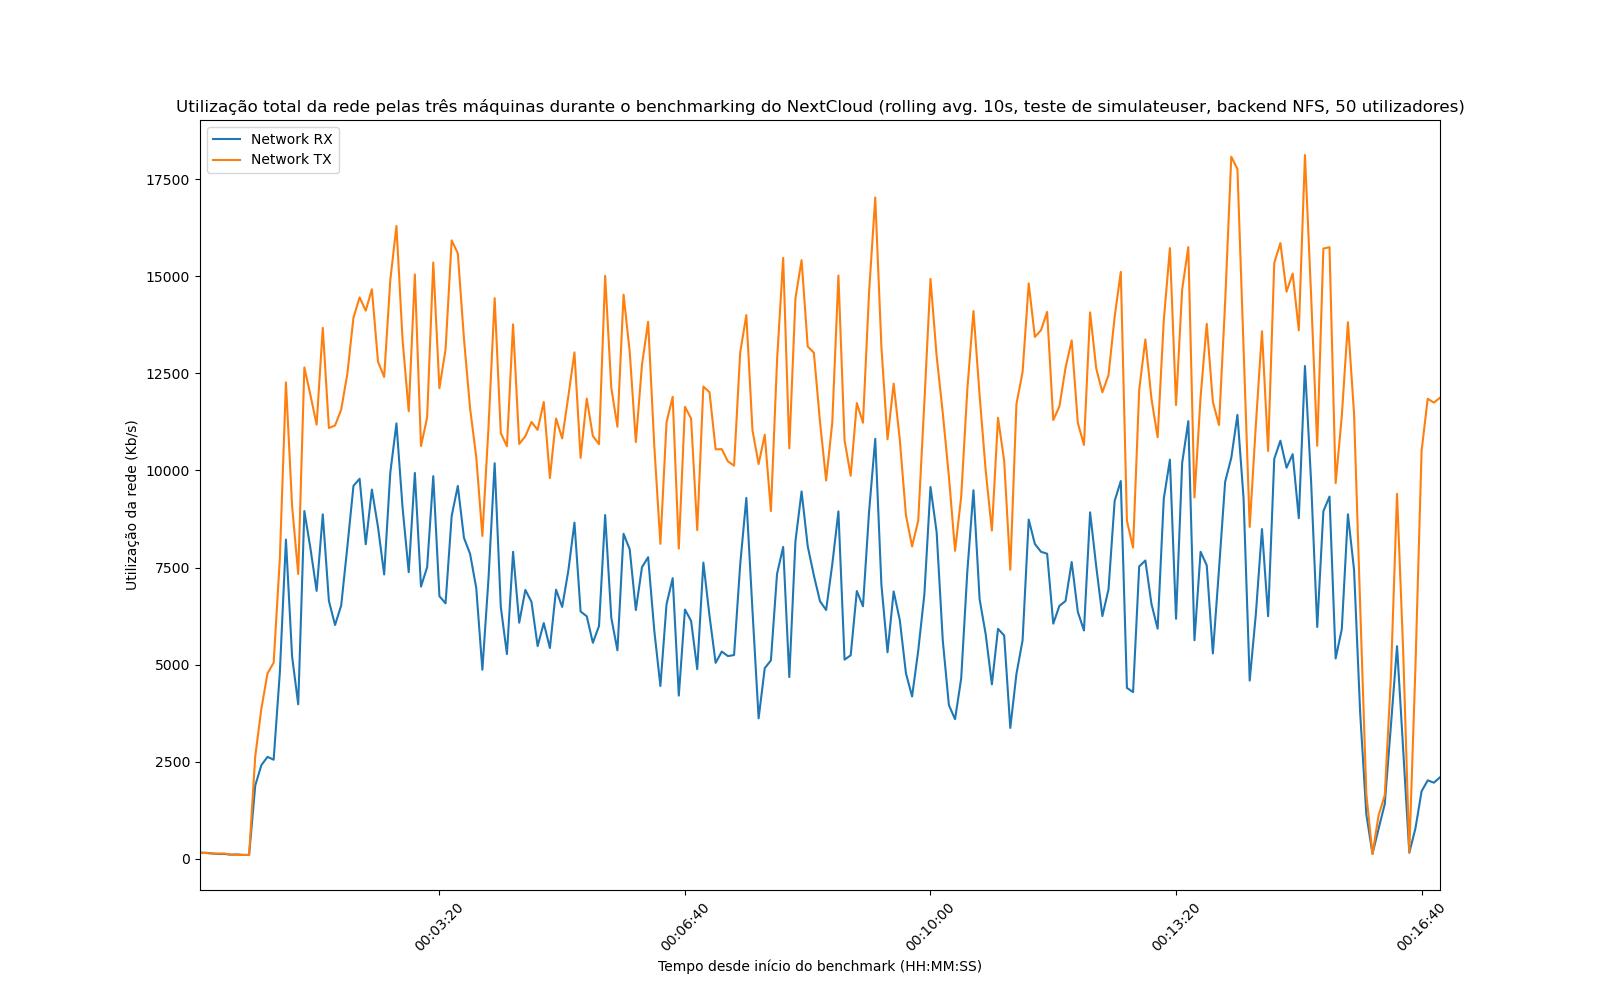 Utilização total da rede pelas três máquinas durante o benchmarking do NextCloud (rolling avg. 10s, teste de simulateuser, backend NFS, 50 utilizadores)
Network RX
Network TX
17500
15000
12500
10000
7500
5000
2500
0
Utilização da rede (Kb/s)
00:03:20
00:06:40
00:10:00
00:13:20
00:16:40
Tempo desde início do benchmark (HH:MM:SS)